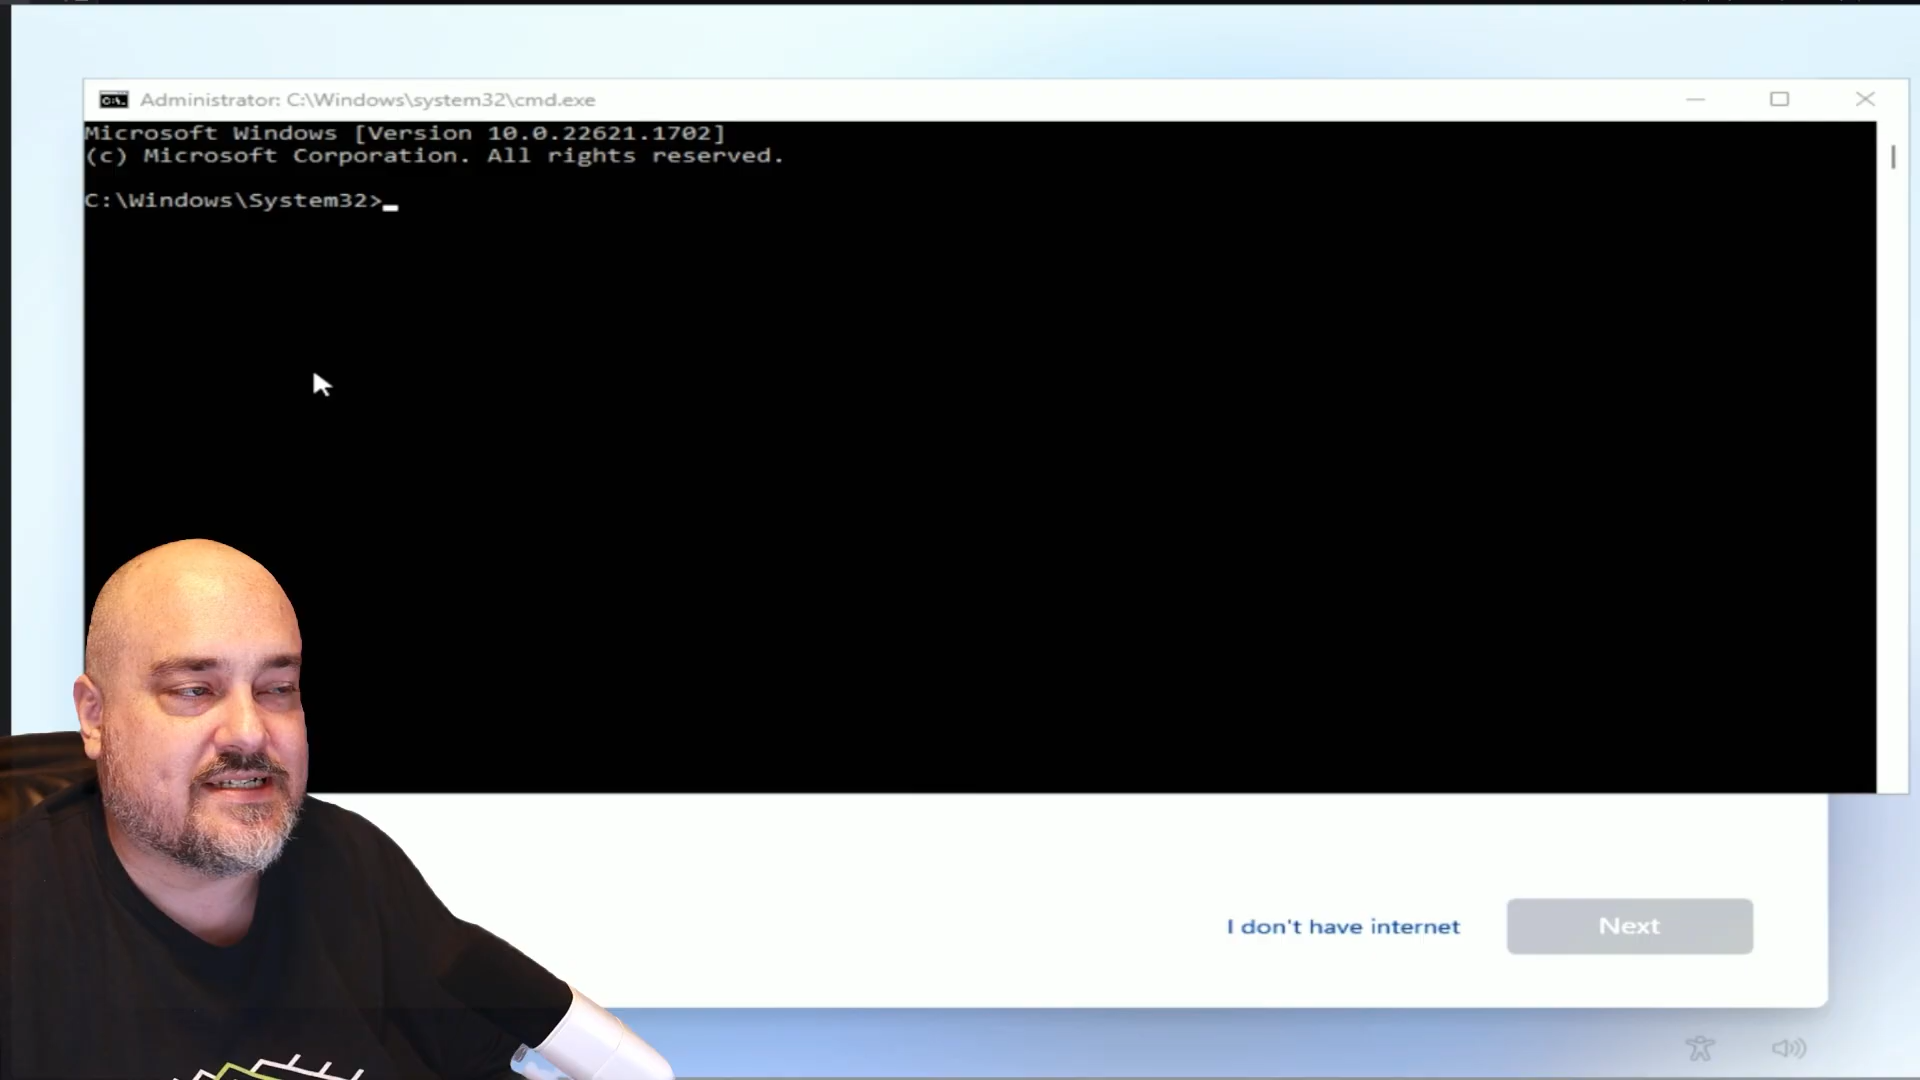 Administrator: C:\Windows\system32\cmd.exe
Microsoft Windows [Version 10.0.22621.1702]
(c) Microsoft Corporation. All rights reserved.
C:\Windows\System32>
I don't have internet
Next